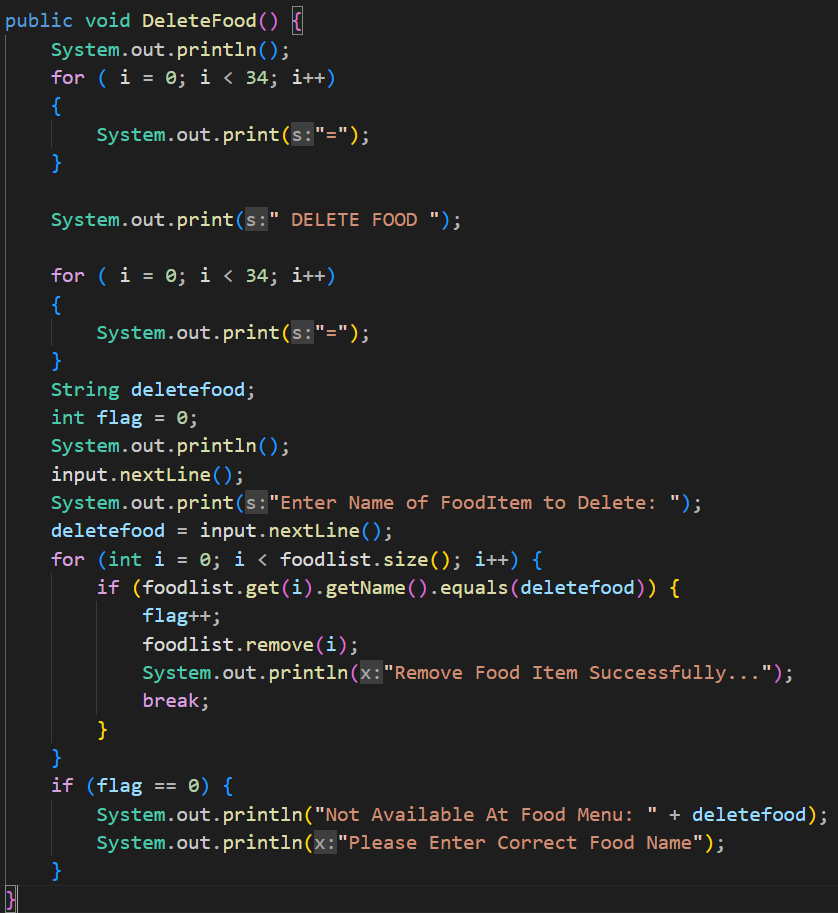 public void DeleteFood() {
    System.out.println();
    for ( i = 0; i < 34; i++)
    {
        System.out.print(s:"=");
    }

    System.out.print(s:" DELETE FOOD ");

    for ( i = 0; i < 34; i++)
    {
        System.out.print(s:"=");
    }
    String deletefood;
    int flag = 0;
    System.out.println();
    input.nextLine();
    System.out.print(s:"Enter Name of FoodItem to Delete: ");
    deletefood = input.nextLine();
    for (int i = 0; i < foodlist.size(); i++) {
        if (foodlist.get(i).getName().equals(deletefood)) {
            flag++;
            foodlist.remove(i);
            System.out.println(x:"Remove Food Item Successfully...");
            break;
        }
    }
    if (flag == 0) {
        System.out.println("Not Available At Food Menu: " + deletefood);
        System.out.println(x:"Please Enter Correct Food Name");
    }
}